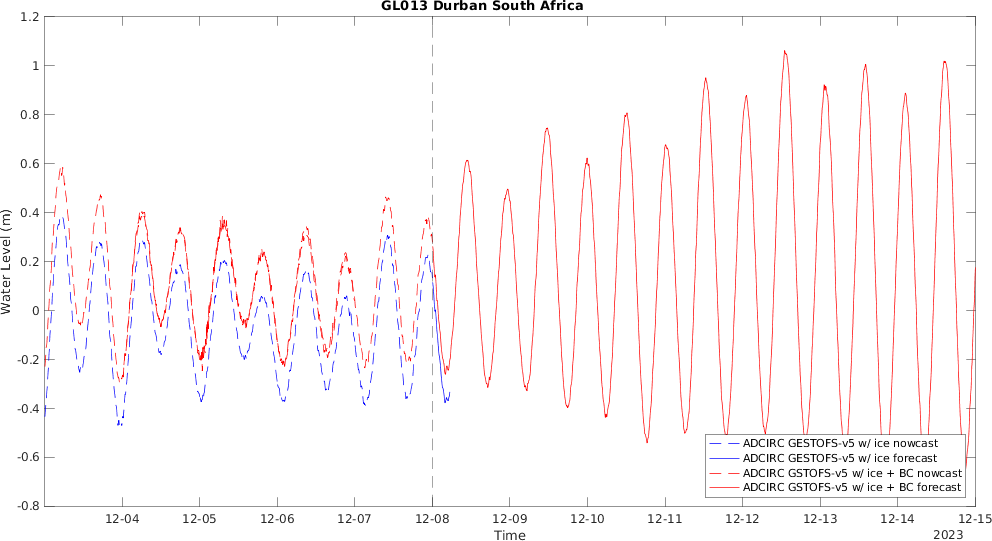 GL013 Durban South Africa
1.2
1
0.8
0.6
0.4
0.2
0
-0.2
-0.4
-0.6
-0.8
Water Level (m)
ADCIRC GESTOFS-v5 w/ ice nowcast
ADCIRC GESTOFS-v5 w/ ice forecast
ADCIRC GSTOFS-v5 w/ ice + BC nowcast
ADCIRC GSTOFS-v5 w/ ice + BC forecast
12-04 12-05 12-06 12-07 12-08 12-09 12-10 12-11 12-12 12-13 12-14 12-15
Time
2023